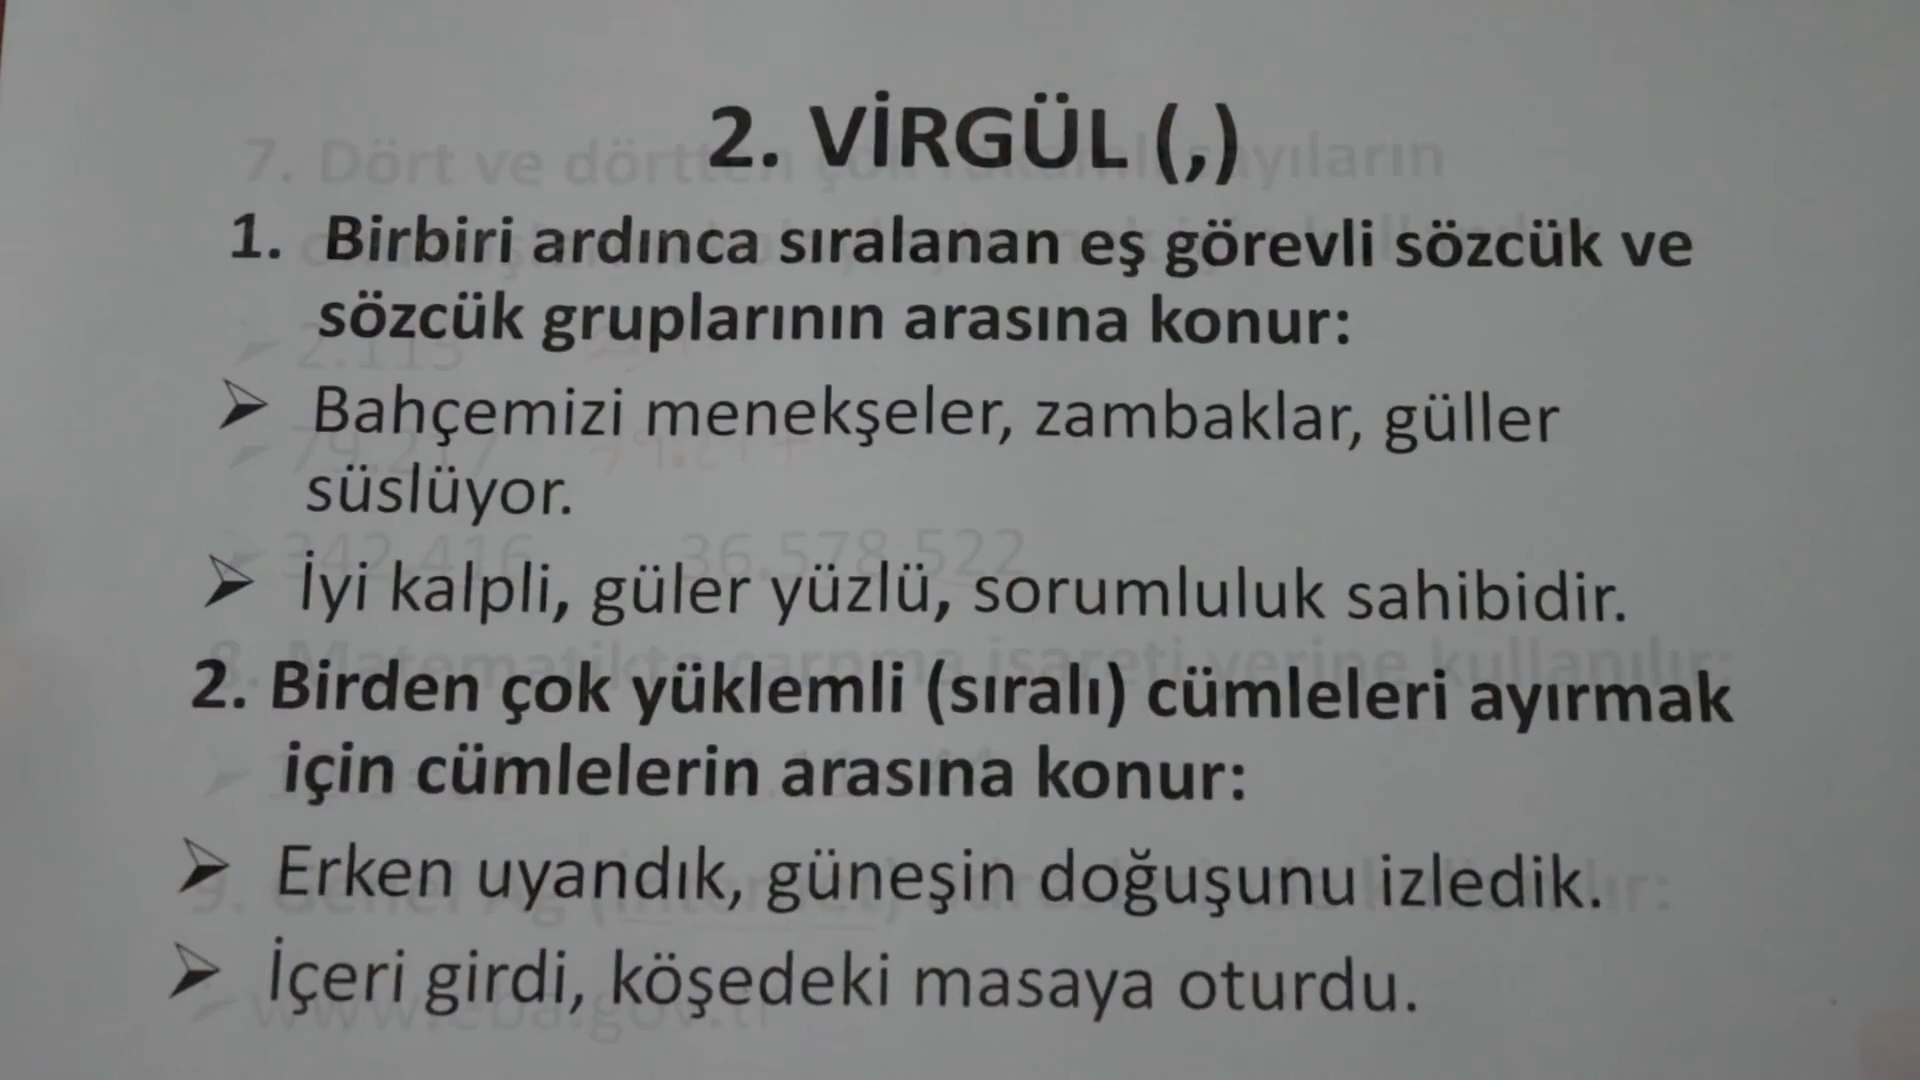 2. VİRGÜL (,)
1. Birbiri ardınca sıralanan eş görevli sözcük ve
sözcük gruplarının arasına konur:
➢ Bahçemizi menekşeler, zambaklar, güller
süslüyor.
➢ İyi kalpli, güler yüzlü, sorumluluk sahibidir.
2. Birden çok yüklemli (sıralı) cümleleri ayırmak
için cümlelerin arasına konur:
➢ Erken uyandık, güneşin doğuşunu izledik.
➢ İçeri girdi, köşedeki masaya oturdu.